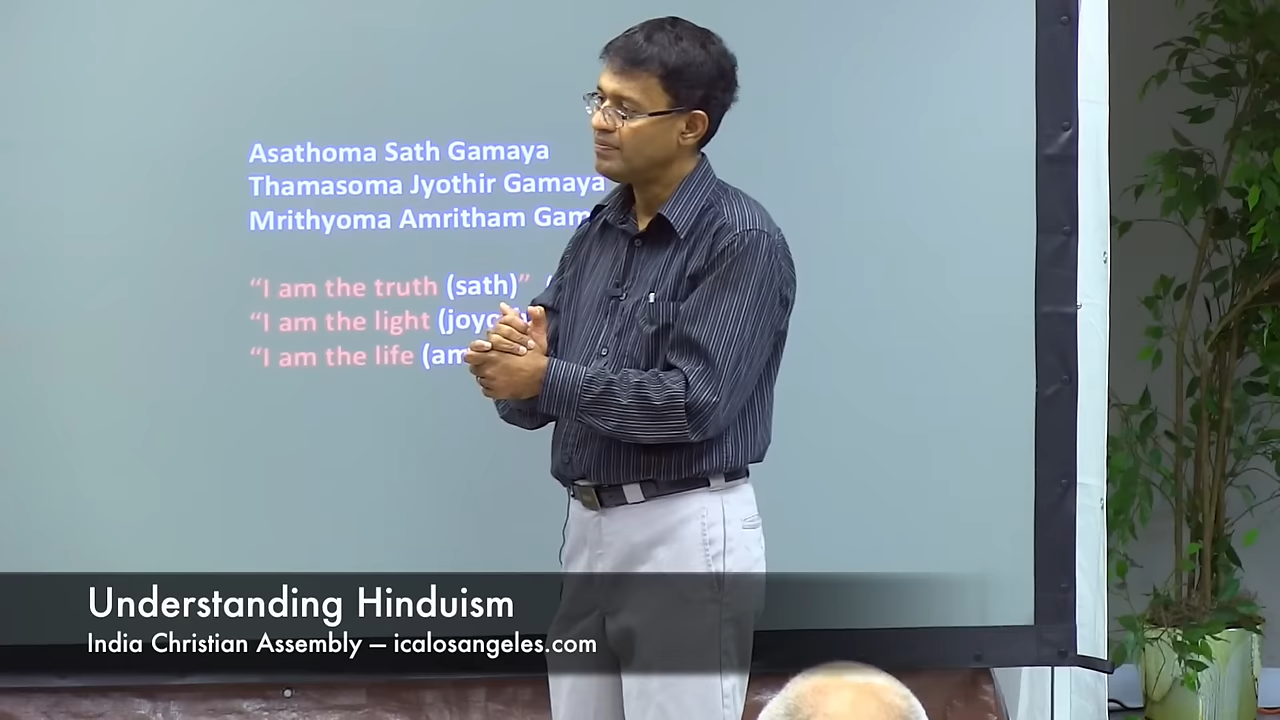 Asathoma Sath Gamaya
Thamasoma Jyothir Gamaya
Mrithyoma Amritham
“I am the truth (sath)”
“I am the light
“I am the life
Understanding Hinduism
India Christian Assembly – icalosangeles.com